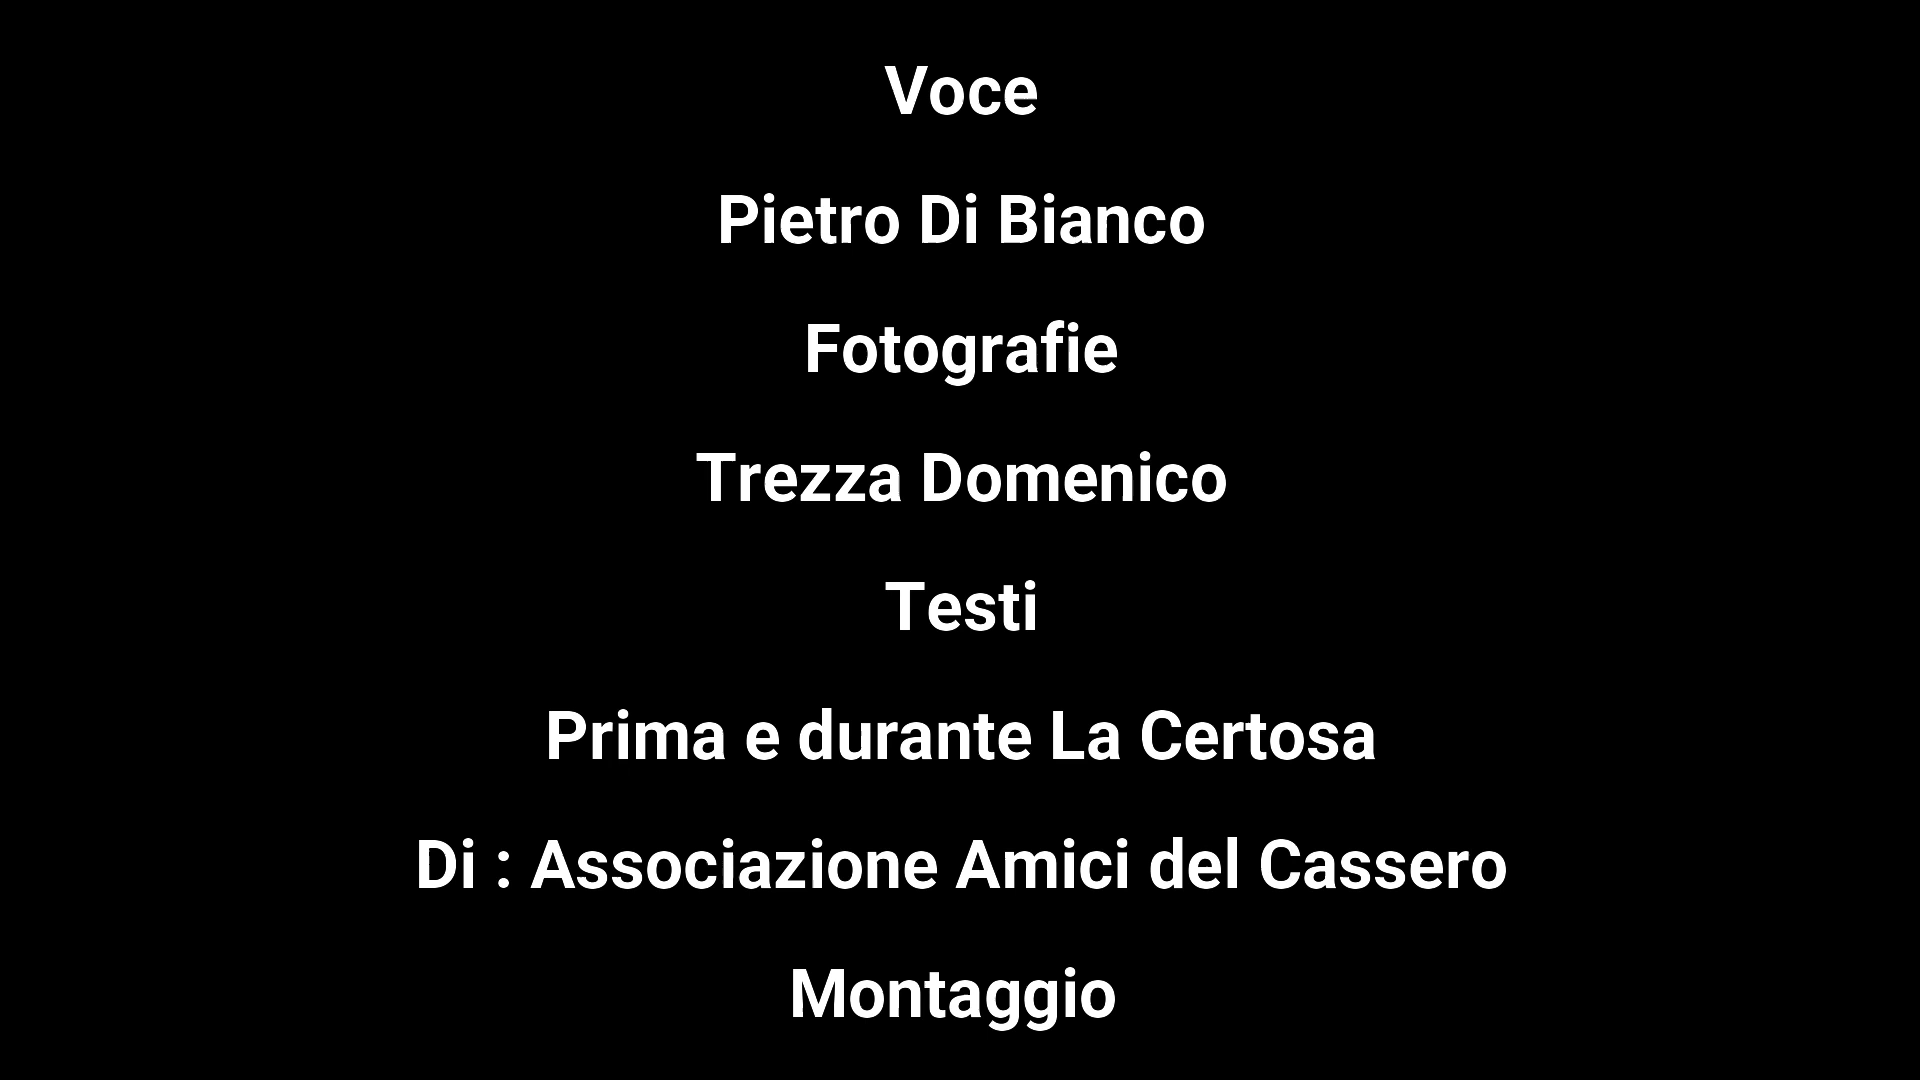 Voce
Pietro Di Bianco
Fotografie
Trezza Domenico
Testi
Prima e durante La Certosa
Di : Associazione Amici del Cassero
Montaggio